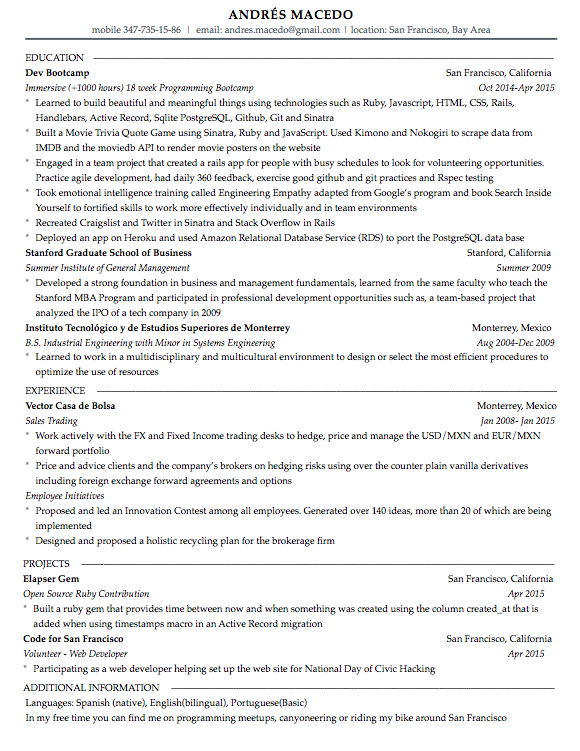 ANDRÉS MACEDO
mobile 347-735-15-86 | email: andres.macedo@gmail.com | location: San Francisco, Bay Area
EDUCATION
Dev Bootcamp San Francisco, California
Immersive (+1000 hours) 18 week Programming Bootcamp Oct 2014-Apr 2015
* Learned to build beautiful and meaningful things using technologies such as Ruby, Javascript, HTML, CSS, Rails,
Handlebars, Active Record, Sqlite PostgreSQL, Github, Git and Sinatra
* Built a Movie Trivia Quote Game using Sinatra, Ruby and JavaScript. Used Kimono and Nokogiri to scrape data from
IMDB and the moviedb API to render movie posters on the website
* Engaged in a team project that created a rails app for people with busy schedules to look for volunteering opportunities.
Practice agile development, had daily 360 feedback, exercise good github and git practices and Rspec testing
* Took emotional intelligence training called Engineering Empathy adapted from Google's program and book Search Inside
Yourself to fortified skills to work more effectively individually and in team environments
* Recreated Craigslist and Twitter in Sinatra and Stack Overflow in Rails
* Deployed an app on Heroku and used Amazon Relational Database Service (RDS) to port the PostgreSQL data base
Stanford Graduate School of Business Stanford, California
Summer Institute of General Management Summer 2009
* Developed a strong foundation in business and management fundamentals, learned from the same faculty who teach the
Stanford MBA Program and participated in professional development opportunities such as, a team-based project that
analyzed the IPO of a tech company in 2009
Instituto Tecnológico y de Estudios Superiores de Monterrey Monterrey, Mexico
B.S. Industrial Engineering with Minor in Systems Engineering Aug 2004-Dec 2009
* Learned to work in a multidisciplinary and multicultural environment to design or select the most efficient procedures to
optimize the use of resources
EXPERIENCE
Vector Casa de Bolsa Monterrey, Mexico
Sales Trading Jan 2008- Jan 2015
* Work actively with the FX and Fixed Income trading desks to hedge, price and manage the USD/MXN and EUR/MXN
forward portfolio
* Price and advice clients and the company's brokers on hedging risks using over the counter plain vanilla derivatives
including foreign exchange forward agreements and options
Employee Initiatives
* Proposed and led an Innovation Contest among all employees. Generated over 140 ideas, more than 20 of which are being
implemented
* Designed and proposed a holistic recycling plan for the brokerage firm
PROJECTS
Elapser Gem San Francisco, California
Open Source Ruby Contribution Apr 2015
* Built a ruby gem that provides time between now and when something was created using the column created_at that is
added when using timestamps macro in an Active Record migration
Code for San Francisco San Francisco, California
Volunteer - Web Developer Apr 2015
* Participating as a web developer helping set up the web site for National Day of Civic Hacking
ADDITIONAL INFORMATION
Languages: Spanish (native), English(bilingual), Portuguese(Basic)
In my free time you can find me on programming meetups, canyoneering or riding my bike around San Francisco